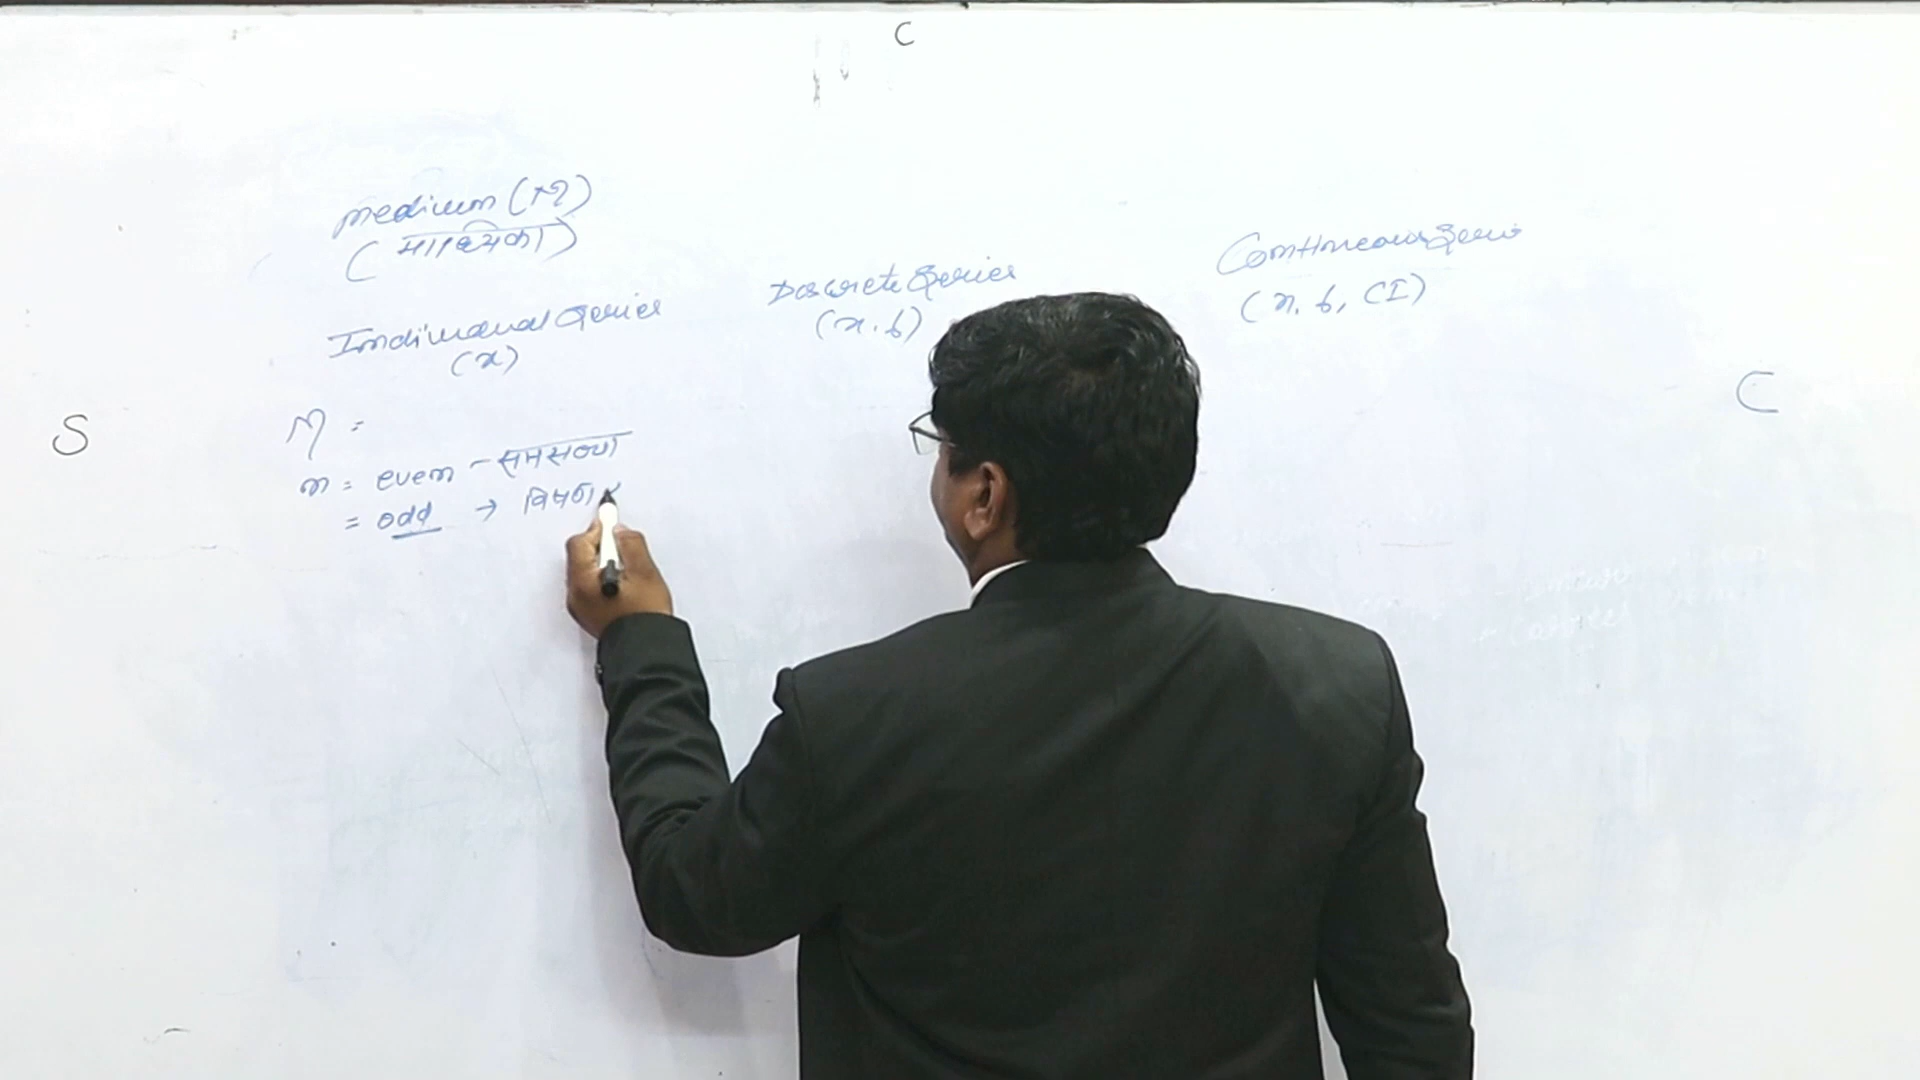 C
medium (M)
(माध्यिका)
Individual Series
(x)
Discrete Series
(x, f)
Continuous Series
(x, f, CI)
S
C
M =
n = even - समसंख्या
= odd → विषम